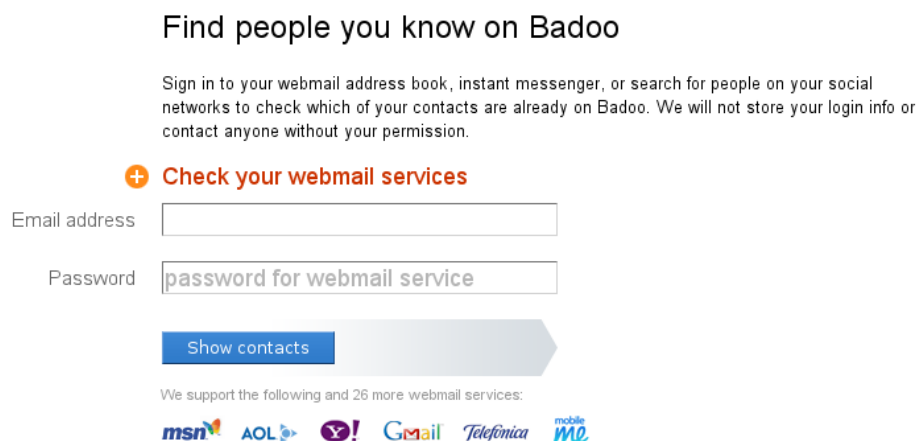 Find people you know on Badoo
Sign in to your webmail address book, instant messenger, or search for people on your social
networks to check which of your contacts are already on Badoo. We will not store your login info or
contact anyone without your permission.
Check your webmail services
Email address
Password password for webmail service
Show contacts
We support the following and 26 more webmail services:
msn AOL Y! Gmail Telefónica mobile me